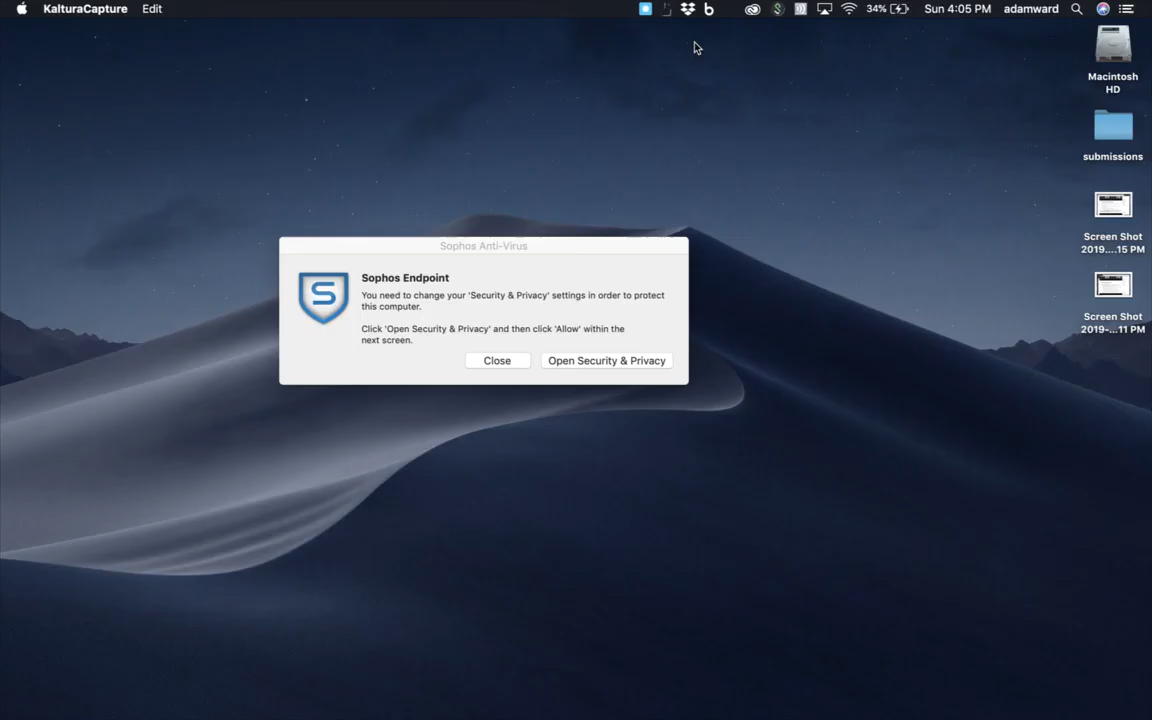 KalturaCapture Edit 34% Sun 4:05 PM adamward
Macintosh
HD
submissions
Screen Shot
2019....15 PM
Screen Shot
2019-...11 PM
Sophos Anti-Virus
Sophos Endpoint
You need to change your 'Security & Privacy' settings in order to protect
this computer.
Click 'Open Security & Privacy' and then click 'Allow' within the
next screen.
Close Open Security & Privacy